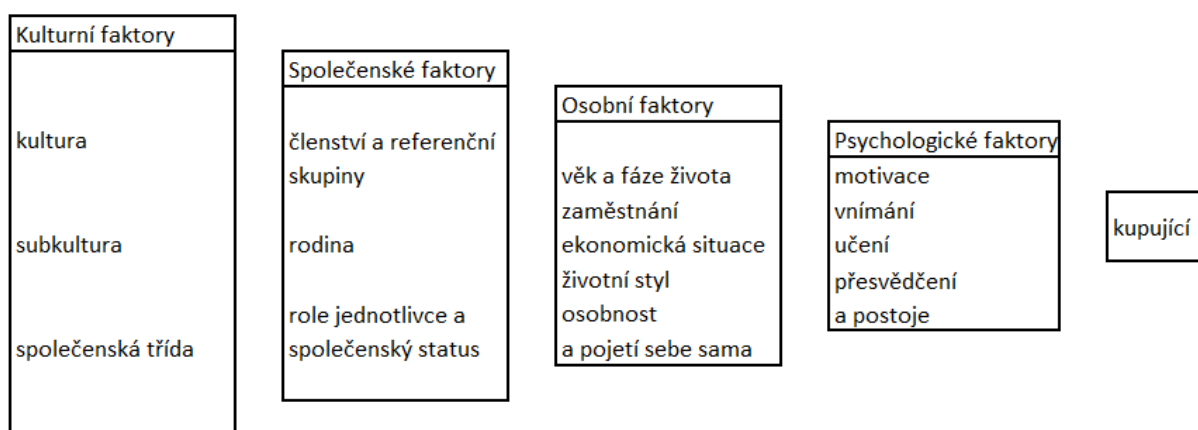 Kulturní faktory
kultura
subkultura
společenská třída
Společenské faktory
členství a referenční
skupiny
rodina
role jednotlivce a
společenský status
Osobní faktory
věk a fáze života
zaměstnání
ekonomická situace
životní styl
osobnost
a pojetí sebe sama
Psychologické faktory
motivace
vnímání
učení
přesvědčení
a postoje
kupující